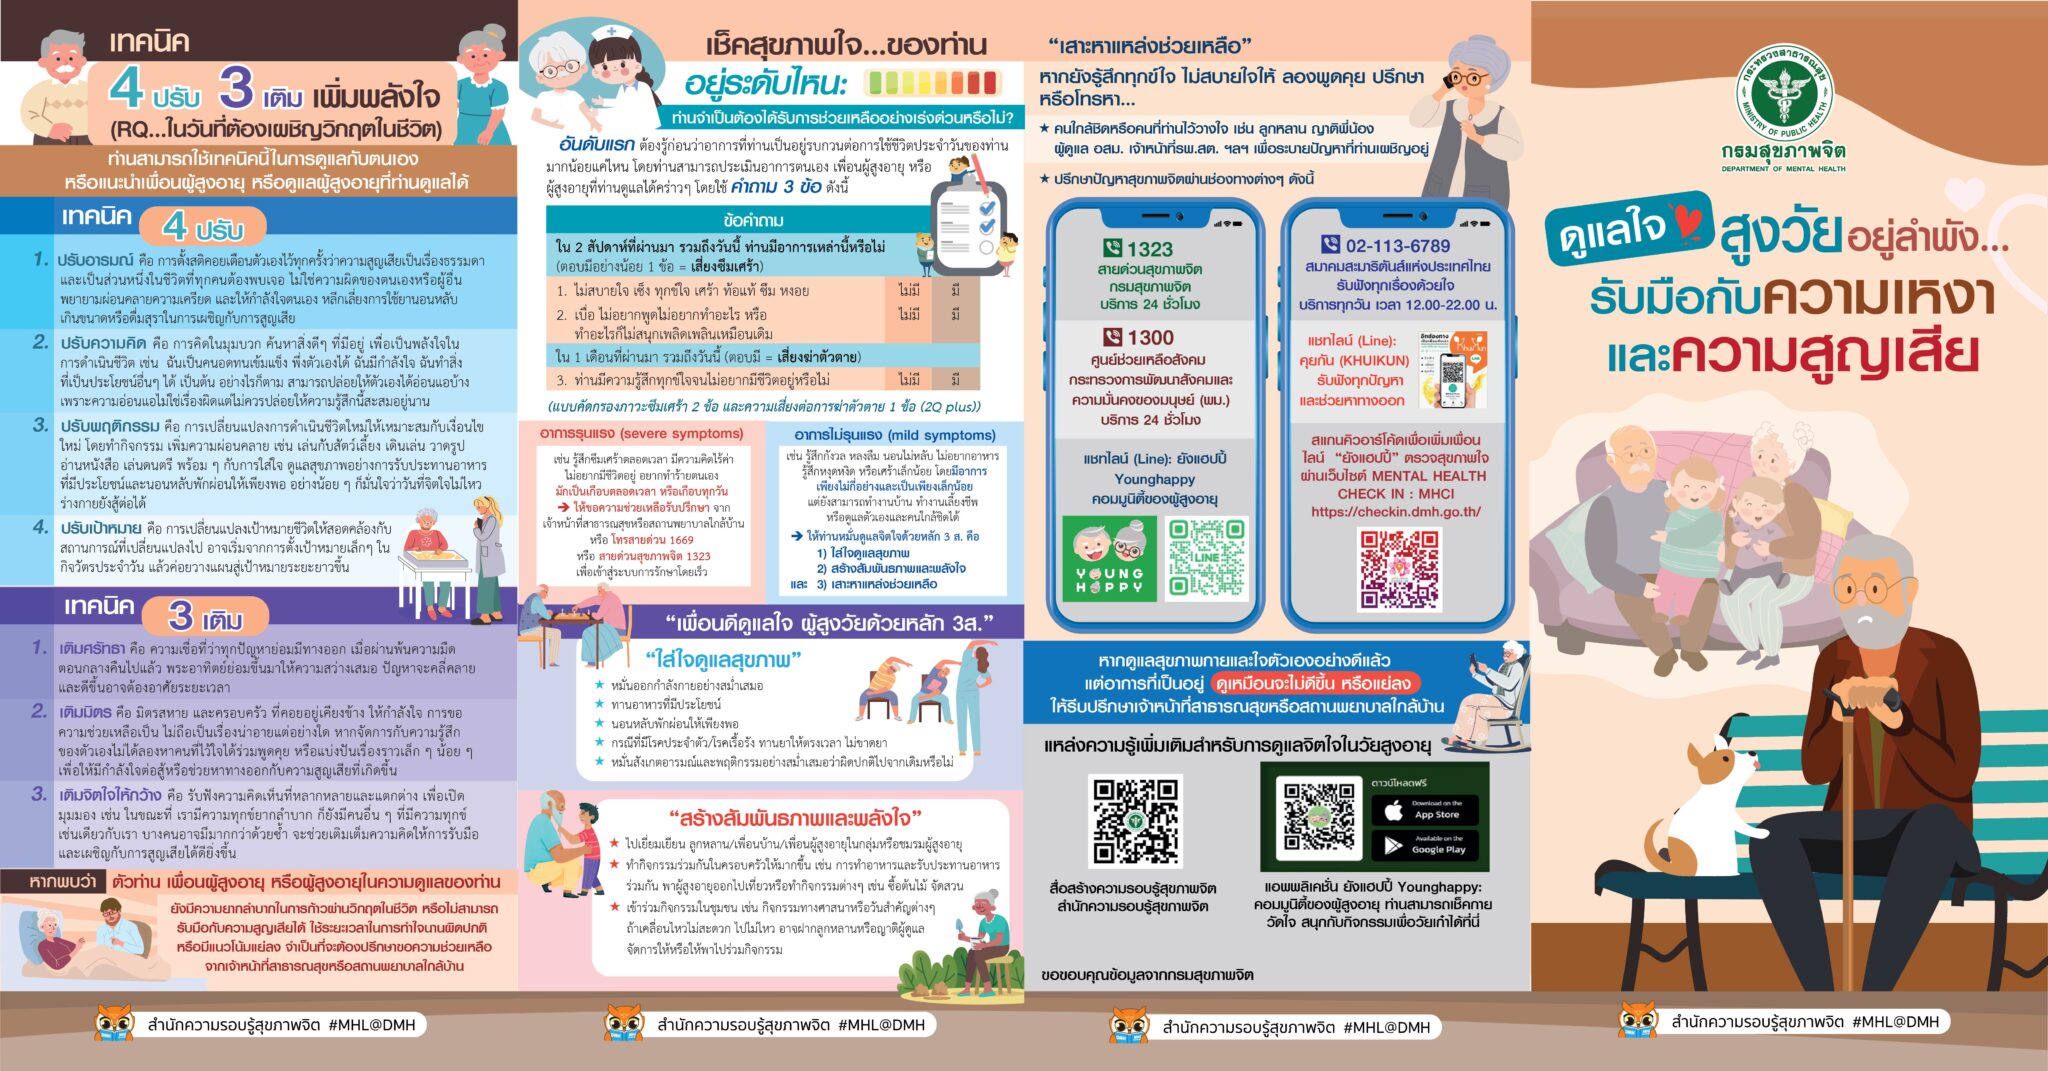 เทคนิค
4 ปรับ 3 เติม เพิ่มพลังใจ
(RQ...ในวันที่ต้องเผชิญวิกฤตในชีวิต)
ท่านสามารถใช้เทคนิคนี้ในการดูแลกับตนเอง
หรือแนะนำเพื่อนผู้สูงอายุ หรือดูแลผู้สูงอายุที่ท่านดูแลได้
เทคนิค 4 ปรับ
1. ปรับอารมณ์ คือ การตั้งสติคอยเตือนตัวเองไว้ทุกครั้งว่าความสูญเสียเป็นเรื่องธรรมดา
และเป็นส่วนหนึ่งในชีวิตที่ทุกคนต้องพบเจอ ไม่ใช่ความผิดของตนเองหรือผู้อื่น
พยายามผ่อนคลายความเครียด และให้กำลังใจตนเอง หลีกเลี่ยงการใช้ยานอนหลับ
เกินขนาดหรือดื่มสุราในการเผชิญกับการสูญเสีย
2. ปรับความคิด คือ การคิดในมุมบวก ค้นหาสิ่งดีๆ ที่มีอยู่ เพื่อเป็นพลังใจใน
การดำเนินชีวิต เช่น ฉันเป็นคนอดทนเข้มแข็ง พึ่งตัวเองได้ ฉันมีกำลังใจ ฉันทำสิ่ง
ที่เป็นประโยชน์อื่นๆ ได้ เป็นต้น อย่างไรก็ตาม สามารถปล่อยให้ตัวเองได้อ่อนแอบ้าง
เพราะความอ่อนแอไม่ใช่เรื่องผิดแต่ไม่ควรปล่อยให้ความรู้สึกนี้สะสมอยู่นาน
3. ปรับพฤติกรรม คือ การเปลี่ยนแปลงการดำเนินชีวิตใหม่ให้เหมาะสมกับเงื่อนไข
ใหม่ โดยทำกิจกรรม เพิ่มความผ่อนคลาย เช่น เล่นกับสัตว์เลี้ยง เดินเล่น วาดรูป
อ่านหนังสือ เล่นดนตรี พร้อม ๆ กับการใส่ใจ ดูแลสุขภาพอย่างการรับประทานอาหาร
ที่มีประโยชน์และนอนหลับพักผ่อนให้เพียงพอ อย่างน้อย ๆ ก็มั่นใจว่าวันที่จิตใจไม่ไหว
ร่างกายยังสู้ต่อได้
4. ปรับเป้าหมาย คือ การเปลี่ยนแปลงเป้าหมายชีวิตให้สอดคล้องกับ
สถานการณ์ที่เปลี่ยนแปลงไป อาจเริ่มจากการตั้งเป้าหมายเล็กๆ ใน
กิจวัตรประจำวัน แล้วค่อยวางแผนสู่เป้าหมายระยะยาวขึ้น
เทคนิค 3 เติม
1. เติมศรัทธา คือ ความเชื่อที่ว่าทุกปัญหาย่อมมีทางออก เมื่อผ่านพ้นความมืด
ตอนกลางคืนไปแล้ว พระอาทิตย์ย่อมขึ้นมาให้ความสว่างเสมอ ปัญหาจะคลี่คลาย
และดีขึ้นอาจต้องอาศัยระยะเวลา
2. เติมมิตร คือ มิตรสหาย และครอบครัว ที่คอยอยู่เคียงข้าง ให้กำลังใจ การขอ
ความช่วยเหลือเป็น ไม่ถือเป็นเรื่องน่าอายแต่อย่างใด หากจัดการกับความรู้สึก
ของตัวเองไม่ได้ลองหาคนที่ไว้ใจได้ร่วมพูดคุย หรือแบ่งปันเรื่องราวเล็ก ๆ น้อย ๆ
เพื่อให้มีกำลังใจต่อสู้หรือช่วยหาทางออกกับความสูญเสียที่เกิดขึ้น
3. เติมจิตใจให้กว้าง คือ รับฟังความคิดเห็นที่หลากหลายและแตกต่าง เพื่อเปิด
มุมมอง เช่น ในขณะที่ เรามีความทุกข์ยากลำบาก ก็ยังมีคนอื่น ๆ ที่มีความทุกข์
เช่นเดียวกับเรา บางคนอาจมีมากกว่าด้วยซ้ำ จะช่วยเติมเต็มความคิดให้การรับมือ
และเผชิญกับการสูญเสียได้ดียิ่งขึ้น
หากพบว่า ตัวท่าน เพื่อนผู้สูงอายุ หรือผู้สูงอายุในความดูแลของท่าน
ยังมีความยากลำบากในการก้าวผ่านวิกฤตในชีวิต หรือไม่สามารถ
รับมือกับความสูญเสียได้ ใช้ระยะเวลาในการทำใจนานผิดปกติ
หรือมีแนวโน้มแย่ลง จำเป็นที่จะต้องปรึกษาขอความช่วยเหลือ
จากเจ้าหน้าที่สาธารณสุขหรือสถานพยาบาลใกล้บ้าน
สำนักความรอบรู้สุขภาพจิต #MHL@DMH
เช็คสุขภาพใจ...ของท่าน
อยู่ระดับไหน:
ท่านจำเป็นต้องได้รับการช่วยเหลืออย่างเร่งด่วนหรือไม่?
อันดับแรก ต้องรู้ก่อนว่าอาการที่ท่านเป็นอยู่รบกวนต่อการใช้ชีวิตประจำวันของท่าน
มากน้อยแค่ไหน โดยท่านสามารถประเมินอาการตนเอง เพื่อนผู้สูงอายุ หรือ
ผู้สูงอายุที่ท่านดูแลได้คร่าวๆ โดยใช้ คำถาม 3 ข้อ ดังนี้
ข้อคำถาม
ใน 2 สัปดาห์ที่ผ่านมา รวมถึงวันนี้ ท่านมีอาการเหล่านี้หรือไม่
(ตอบมีอย่างน้อย 1 ข้อ = เสี่ยงซึมเศร้า)
1. ไม่สบายใจ เซ็ง ทุกข์ใจ เศร้า ท้อแท้ ซึม หงอย ไม่มี มี
2. เบื่อ ไม่อยากพูดไม่อยากทำอะไร หรือ ไม่มี มี
ทำอะไรก็ไม่สนุกเพลิดเพลินเหมือนเดิม
ใน 1 เดือนที่ผ่านมา รวมถึงวันนี้ (ตอบมี = เสี่ยงฆ่าตัวตาย)
3. ท่านมีความรู้สึกทุกข์ใจจนไม่อยากมีชีวิตอยู่หรือไม่ ไม่มี มี
(แบบคัดกรองภาวะซึมเศร้า 2 ข้อ และความเสี่ยงต่อการฆ่าตัวตาย 1 ข้อ (2Q plus))
อาการรุนแรง (severe symptoms)
เช่น รู้สึกซึมเศร้าตลอดเวลา มีความคิดไร้ค่า
ไม่อยากมีชีวิตอยู่ อยากทำร้ายตนเอง
มักเป็นเกือบตลอดเวลา หรือเกือบทุกวัน
➔ ให้ขอความช่วยเหลือรับปรึกษา จาก
เจ้าหน้าที่สาธารณสุขหรือสถานพยาบาลใกล้บ้าน
หรือ โทรสายด่วน 1669
หรือ สายด่วนสุขภาพจิต 1323
เพื่อเข้าสู่ระบบการรักษาโดยเร็ว
อาการไม่รุนแรง (mild symptoms)
เช่น รู้สึกกังวล หลงลืม นอนไม่หลับ ไม่อยากอาหาร
รู้สึกหงุดหงิด หรือเศร้าเล็กน้อย โดยมีอาการ
เพียงไม่กี่อย่างและเป็นเพียงเล็กน้อย
แต่ยังสามารถทำงานบ้าน ทำงานเลี้ยงชีพ
หรือดูแลตัวเองและคนใกล้ชิดได้
➔ ให้ท่านหมั่นดูแลจิตใจด้วยหลัก 3 ส. คือ
1) ใส่ใจดูแลสุขภาพ
2) สร้างสัมพันธภาพและพลังใจ
และ 3) เสาะหาแหล่งช่วยเหลือ
“เพื่อนดีดูแลใจ ผู้สูงวัยด้วยหลัก 3ส.”
“ใส่ใจดูแลสุขภาพ”
★ หมั่นออกกำลังกายอย่างสม่ำเสมอ
★ ทานอาหารที่มีประโยชน์
★ นอนหลับพักผ่อนให้เพียงพอ
★ กรณีที่มีโรคประจำตัว/โรคเรื้อรัง ทานยาให้ตรงเวลา ไม่ขาดยา
★ หมั่นสังเกตอารมณ์และพฤติกรรมอย่างสม่ำเสมอว่าผิดปกติไปจากเดิมหรือไม่
“สร้างสัมพันธภาพและพลังใจ”
★ ไปเยี่ยมเยียน ลูกหลาน/เพื่อนบ้าน/เพื่อนผู้สูงอายุในกลุ่มหรือชมรมผู้สูงอายุ
★ ทำกิจกรรมร่วมกันในครอบครัวให้มากขึ้น เช่น การทำอาหารและรับประทานอาหาร
ร่วมกัน พาผู้สูงอายุออกไปเที่ยวหรือทำกิจกรรมต่างๆ เช่น ซื้อต้นไม้ จัดสวน
★ เข้าร่วมกิจกรรมในชุมชน เช่น กิจกรรมทางศาสนาหรือวันสำคัญต่างๆ
ถ้าเคลื่อนไหวไม่สะดวก ไปไม่ไหว อาจฝากลูกหลานหรือญาติผู้ดูแล
จัดการให้หรือให้พาไปร่วมกิจกรรม
สำนักความรอบรู้สุขภาพจิต #MHL@DMH
“เสาะหาแหล่งช่วยเหลือ”
หากยังรู้สึกทุกข์ใจ ไม่สบายใจให้ ลองพูดคุย ปรึกษา
หรือโทรหา...
★ คนใกล้ชิดหรือคนที่ท่านไว้วางใจ เช่น ลูกหลาน ญาติพี่น้อง
ผู้ดูแล อสม. เจ้าหน้าที่รพ.สต. ฯลฯ เพื่อระบายปัญหาที่ท่านเผชิญอยู่
★ ปรึกษาปัญหาสุขภาพจิตผ่านช่องทางต่างๆ ดังนี้
1323
สายด่วนสุขภาพจิต
กรมสุขภาพจิต
บริการ 24 ชั่วโมง
1300
ศูนย์ช่วยเหลือสังคม
กระทรวงการพัฒนาสังคมและ
ความมั่นคงของมนุษย์ (พม.)
บริการ 24 ชั่วโมง
แชทไลน์ (Line): ยังแฮปปี้
Younghappy
คอมมูนิตี้ของผู้สูงอายุ
YOUNG
HAPPY
LINE
02-113-6789
สมาคมสะมาริตันส์แห่งประเทศไทย
รับฟังทุกเรื่องด้วยใจ
บริการทุกวัน เวลา 12.00-22.00 น.
แชทไลน์ (Line):
คุยกัน (KHUIKUN)
รับฟังทุกปัญหา
และช่วยหาทางออก
สแกนคิวอาร์โค้ดเพื่อเพิ่มเพื่อน
ไลน์ “ยังแฮปปี้” ตรวจสุขภาพใจ
ผ่านเว็บไซต์ MENTAL HEALTH
CHECK IN : MHCI
https://checkin.dmh.go.th/
หากดูแลสุขภาพกายและใจตัวเองอย่างดีแล้ว
แต่อาการที่เป็นอยู่ ดูเหมือนจะไม่ดีขึ้น หรือแย่ลง
ให้รีบปรึกษาเจ้าหน้าที่สาธารณสุขหรือสถานพยาบาลใกล้บ้าน
แหล่งความรู้เพิ่มเติมสำหรับการดูแลจิตใจในวัยสูงอายุ
สื่อสร้างความรอบรู้สุขภาพจิต
สำนักความรอบรู้สุขภาพจิต
ดาวน์โหลดฟรี
Download on the
App Store
Available on the
Google Play
แอพพลิเคชั่น ยังแฮปปี้ Younghappy:
คอมมูนิตี้ของผู้สูงอายุ ท่านสามารถเช็คกาย
วัดใจ สนุกกับกิจกรรมเพื่อวัยเก๋าได้ที่นี่
ขอขอบคุณข้อมูลจากกรมสุขภาพจิต
สำนักความรอบรู้สุขภาพจิต #MHL@DMH
กระทรวงสาธารณสุข
MINISTRY OF PUBLIC HEALTH
กรมสุขภาพจิต
DEPARTMENT OF MENTAL HEALTH
ดูแลใจ สูงวัย อยู่ลำพัง...
รับมือกับความเหงา
และความสูญเสีย
สำนักความรอบรู้สุขภาพจิต #MHL@DMH